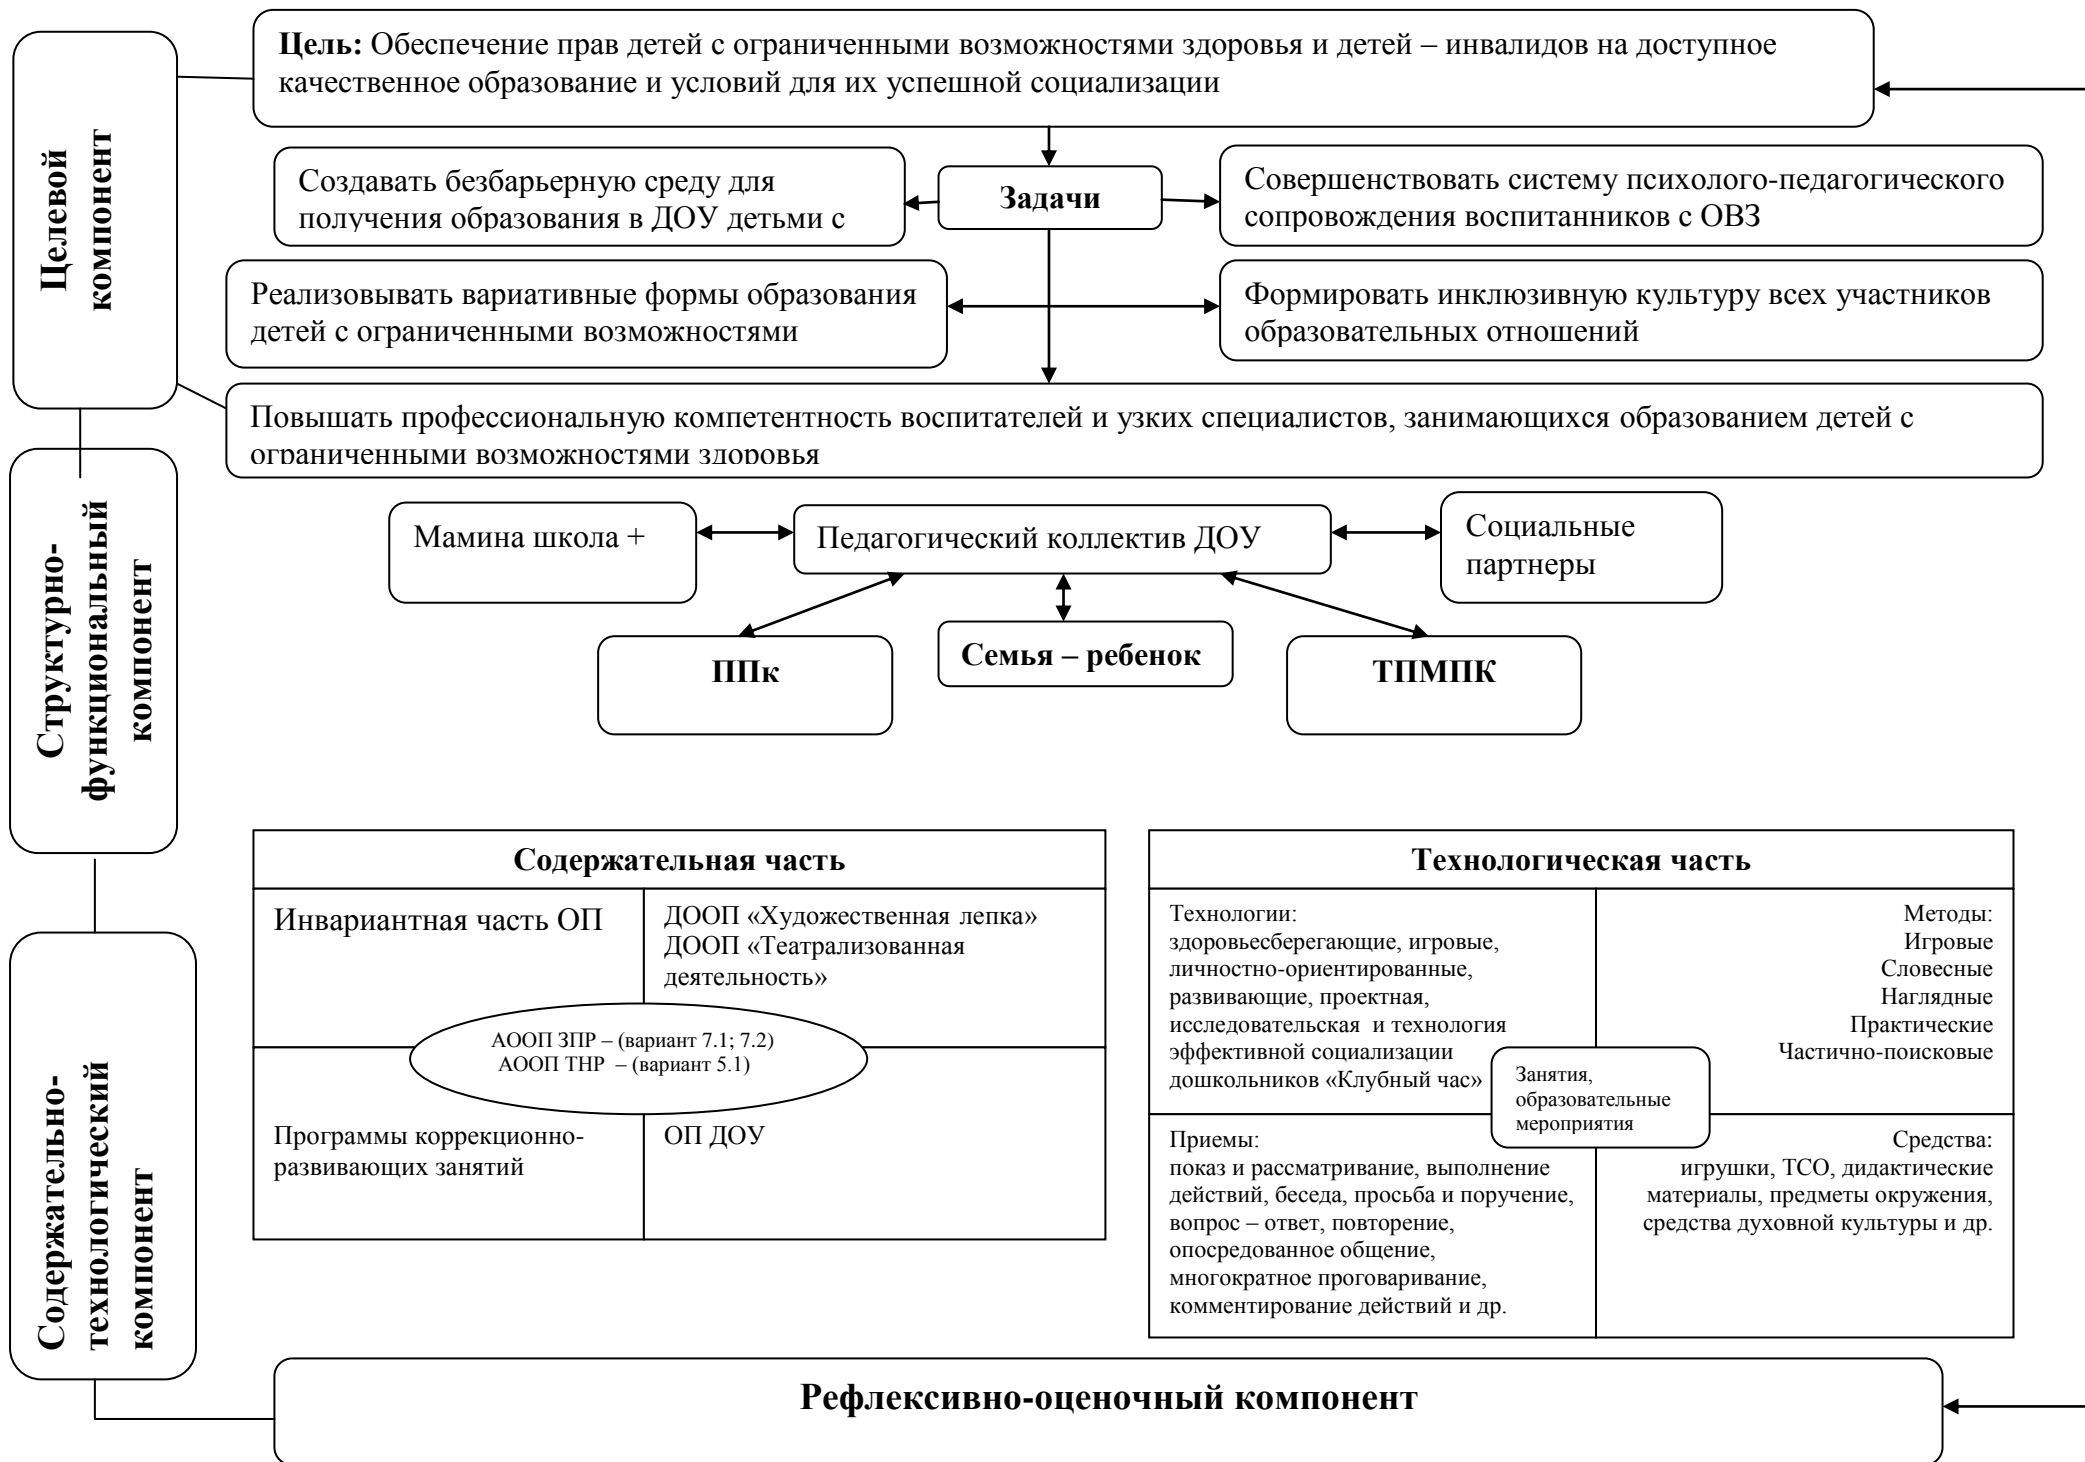 Целевой
компонент
Цель: Обеспечение прав детей с ограниченными возможностями здоровья и детей – инвалидов на доступное
качественное образование и условий для их успешной социализации
Задачи
Создавать безбарьерную среду для
получения образования в ДОУ детьми с
Совершенствовать систему психолого-педагогического
сопровождения воспитанников с ОВЗ
Реализовывать вариативные формы образования
детей с ограниченными возможностями
Формировать инклюзивную культуру всех участников
образовательных отношений
Повышать профессиональную компетентность воспитателей и узких специалистов, занимающихся образованием детей с
ограниченными возможностями здоровья
Структурно-
функциональный
компонент
Мамина школа +
Педагогический коллектив ДОУ
Социальные
партнеры
ППк
Семья – ребенок
ТПМПК
Содержательно-
технологический
компонент
Содержательная часть
Инвариантная часть ОП
ДООП «Художественная лепка»
ДООП «Театрализованная
деятельность»
АООП ЗПР – (вариант 7.1; 7.2)
АООП ТНР – (вариант 5.1)
Программы коррекционно-
развивающих занятий
ОП ДОУ
Технологическая часть
Технологии:
здоровьесберегающие, игровые,
личностно-ориентированные,
развивающие, проектная,
исследовательская и технология
эффективной социализации
дошкольников «Клубный час»
Методы:
Игровые
Словесные
Наглядные
Практические
Частично-поисковые
Занятия,
образовательные
мероприятия
Приемы:
показ и рассматривание, выполнение
действий, беседа, просьба и поручение,
вопрос – ответ, повторение,
опосредованное общение,
многократное проговаривание,
комментирование действий и др.
Средства:
игрушки, ТСО, дидактические
материалы, предметы окружения,
средства духовной культуры и др.
Рефлексивно-оценочный компонент